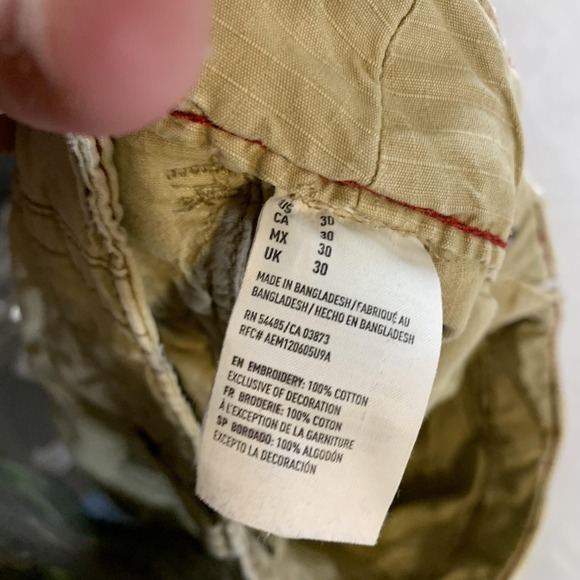 US 30
CA 30
MX 30
UK 30
MADE IN BANGLADESH/FABRIQUÉ AU
BANGLADESH/HECHO EN BANGLADESH
RN 54485/CA 03873
RFC# AEM120605U9A
EN EMBROIDERY: 100% COTTON
EXCLUSIVE OF DECORATION
FR BRODERIE: 100% COTON
À L'EXCEPTION DE LA GARNITURE
SP BORDADO: 100% ALGODÓN
EXCEPTO LA DECORACIÓN